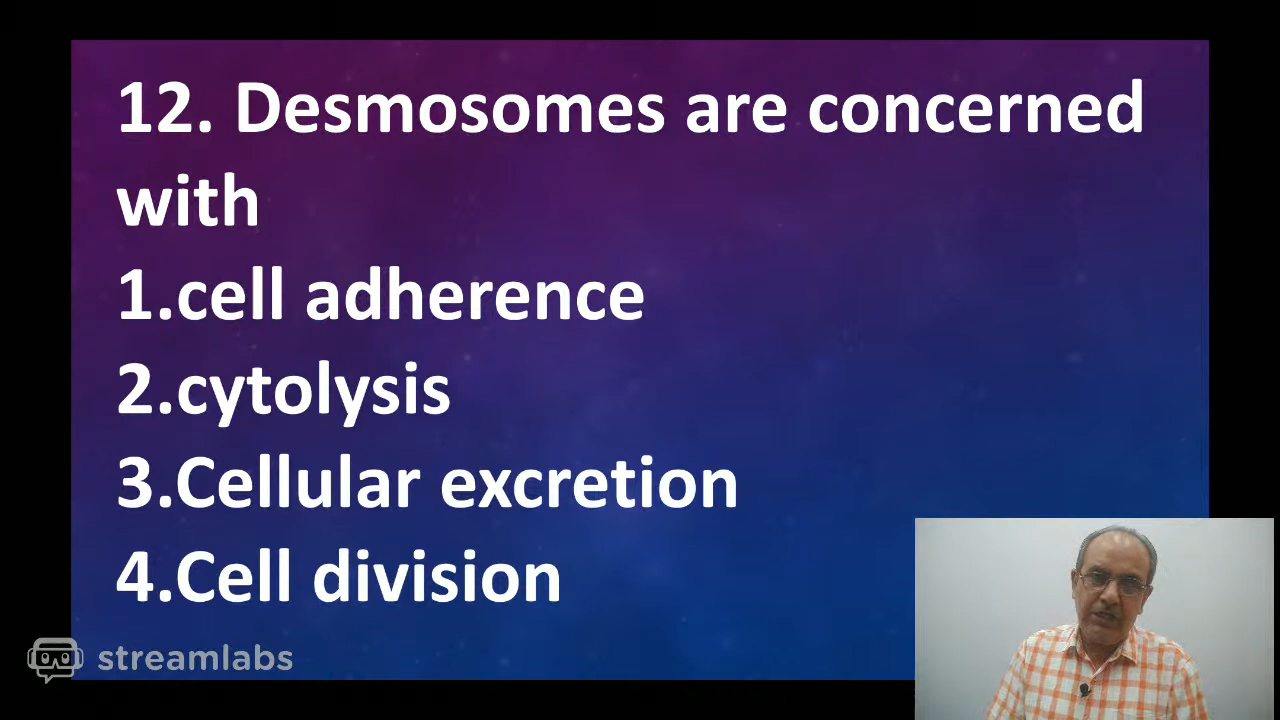 12. Desmosomes are concerned
with
1.cell adherence
2.cytolysis
3.Cellular excretion
4.Cell division
streamlabs